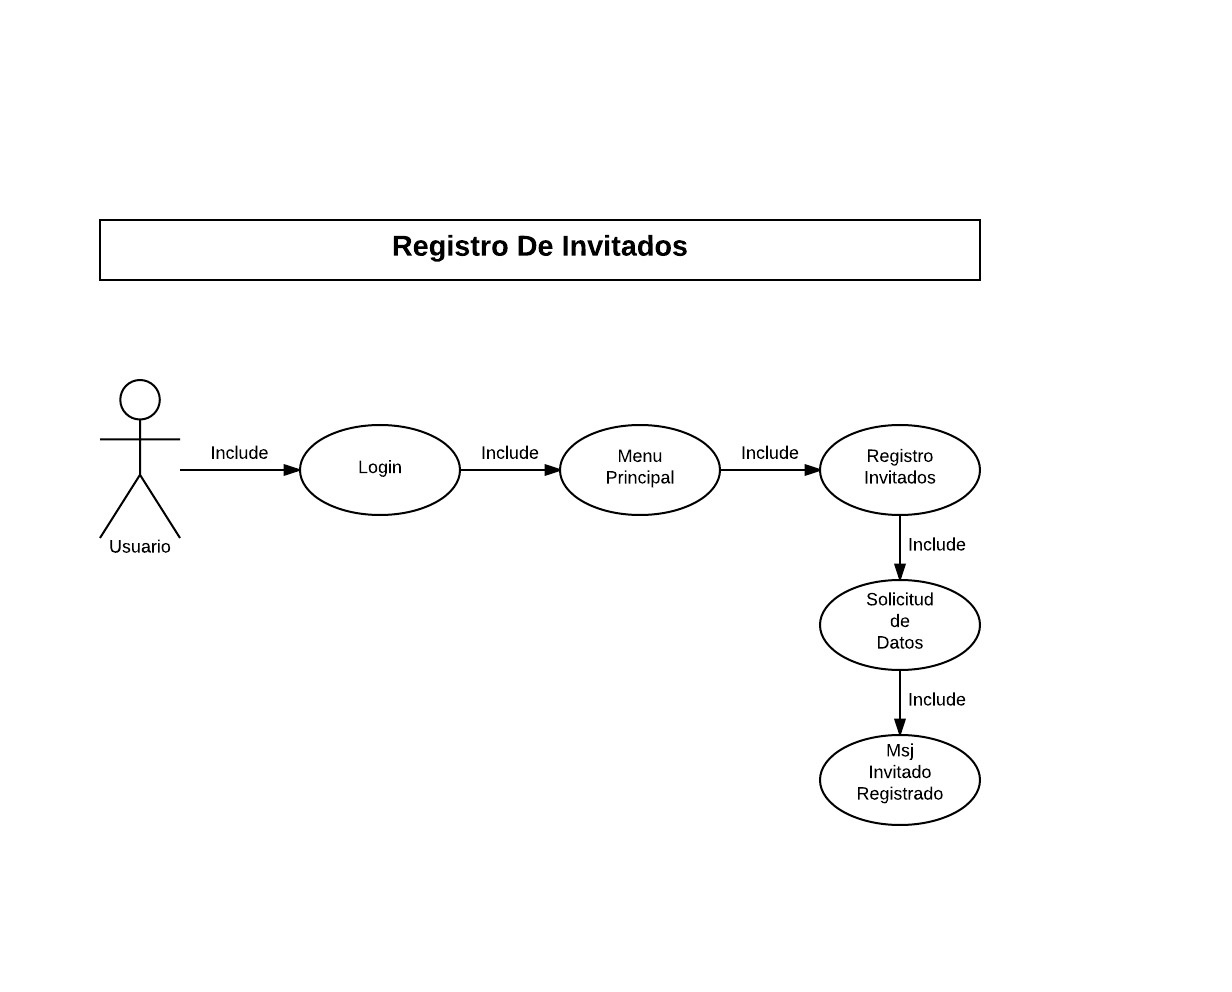 Registro De Invitados
Include
Include
Include
Login
Menu
Principal
Registro
Invitados
Usuario
Include
Solicitud
de
Datos
Include
Msj
Invitado
Registrado